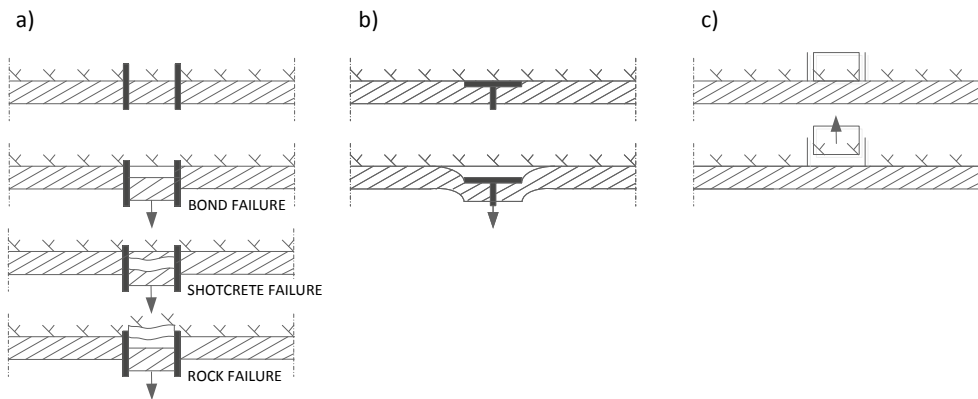 a)
b)
c)
BOND FAILURE
SHOTCRETE FAILURE
ROCK FAILURE